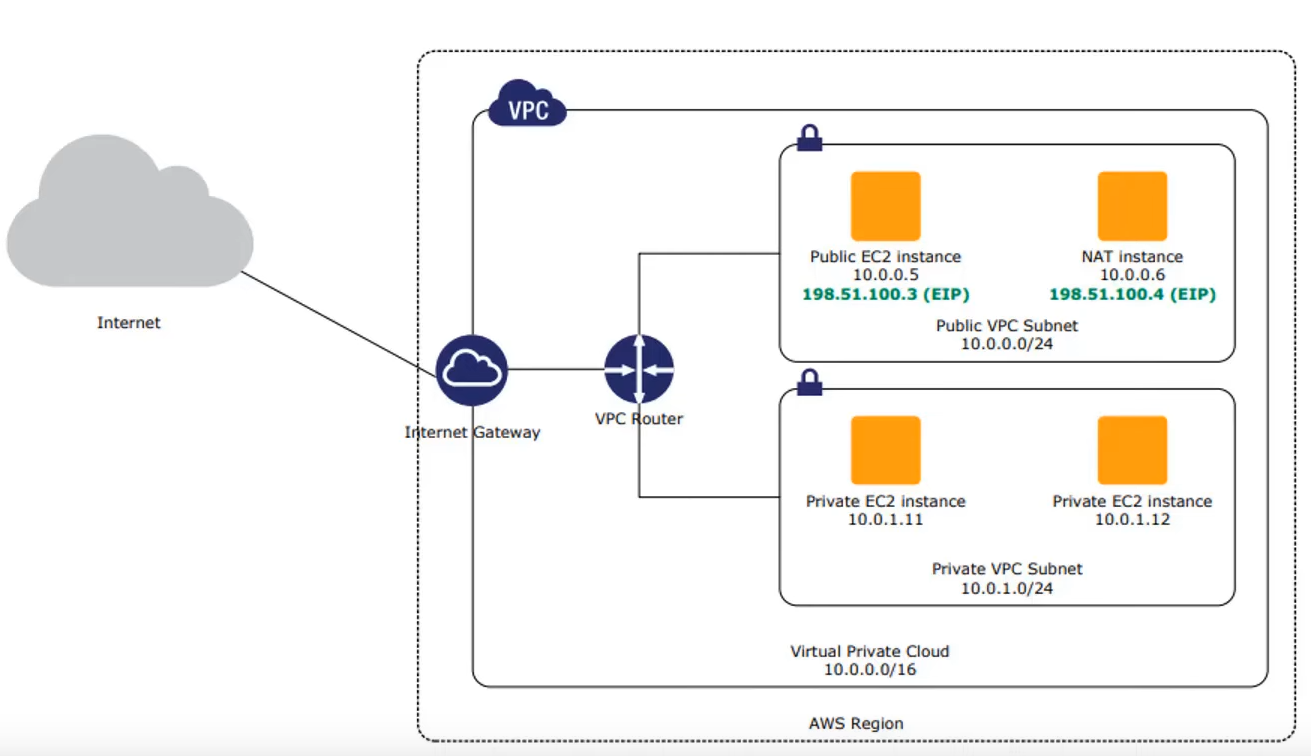 VPC
Public EC2 instance
10.0.0.5
198.51.100.3 (EIP)
NAT instance
10.0.0.6
198.51.100.4 (EIP)
Public VPC Subnet
10.0.0.0/24
Internet
Internet Gateway
VPC Router
Private EC2 instance
10.0.1.11
Private EC2 instance
10.0.1.12
Private VPC Subnet
10.0.1.0/24
Virtual Private Cloud
10.0.0.0/16
AWS Region